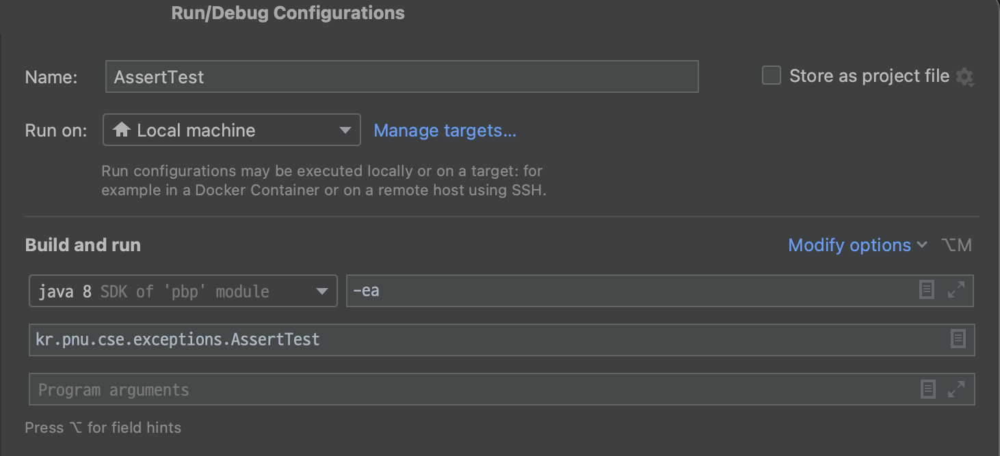 Run/Debug Configurations
Name: AssertTest Store as project file
Run on: Local machine Manage targets...
Run configurations may be executed locally or on a target: for
example in a Docker Container or on a remote host using SSH.
Build and run Modify options ⌥M
java 8 SDK of 'pbp' module -ea
kr.pnu.cse.exceptions.AssertTest
Program arguments
Press ⌥ for field hints